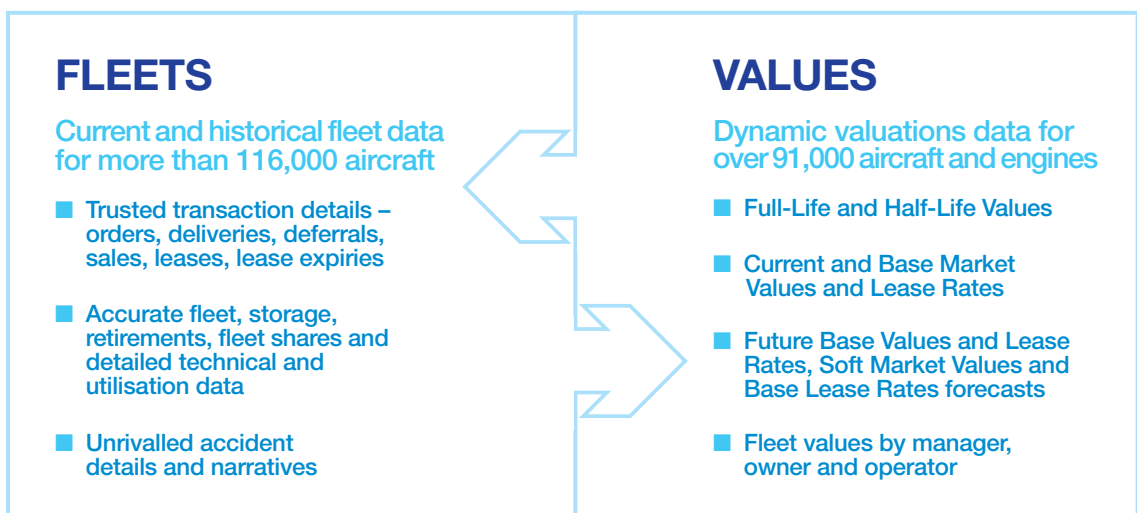 FLEETS
Current and historical fleet data
for more than 116,000 aircraft
■ Trusted transaction details –
orders, deliveries, deferrals,
sales, leases, lease expiries
■ Accurate fleet, storage,
retirements, fleet shares and
detailed technical and
utilisation data
■ Unrivalled accident
details and narratives
VALUES
Dynamic valuations data for
over 91,000 aircraft and engines
■ Full-Life and Half-Life Values
■ Current and Base Market
Values and Lease Rates
■ Future Base Values and Lease
Rates, Soft Market Values and
Base Lease Rates forecasts
■ Fleet values by manager,
owner and operator